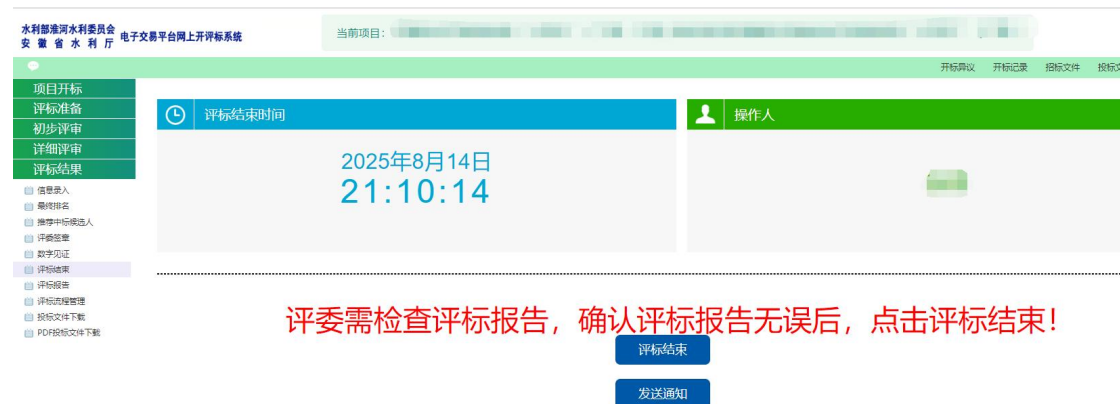 水利部淮河水利委员会
安徽省水利厅
电子交易平台网上开评标系统
当前项目：
开标异议 开标记录 招标文件 投标文
项目开标
评标准备
初步评审
详细评审
评标结果
信息录入
最终排名
推荐中标候选人
评委签章
数字见证
评标结束
评标报告
评标流程管理
投标文件下载
PDF投标文件下载
评标结束时间
2025年8月14日
21:10:14
操作人
评委需检查评标报告，确认评标报告无误后，点击评标结束！
评标结束
发送通知